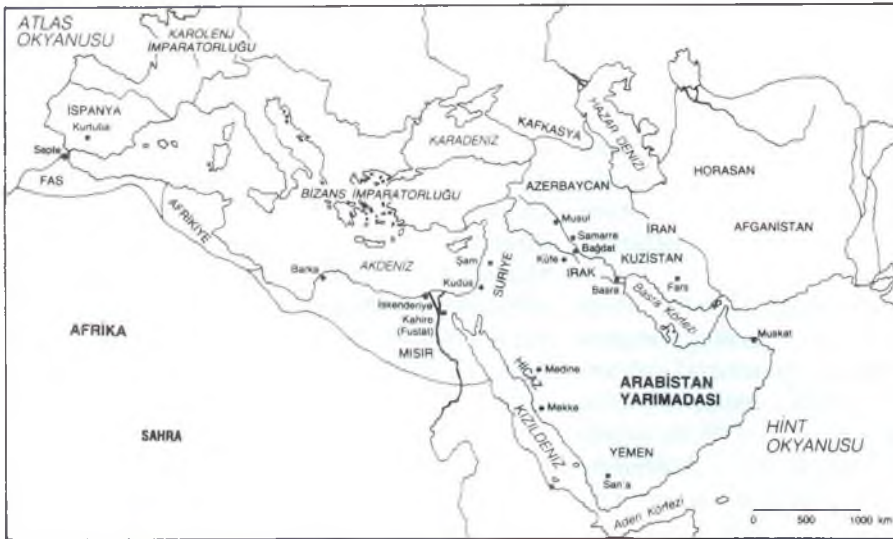 ATLAS
OKYANUSU
KAROLENJ
İMPARATORLUĞU
İSPANYA
Kurtuba
Septe
FAS
AFRİKİYE
KARADENİZ
KAFKASYA
HAZAR DENİZİ
HORASAN
BİZANS İMPARATORLUĞU
AZERBAYCAN
Musul
İRAN
AFGANİSTAN
Samarre
Bağdat
Küfe
IRAK
KUZİSTAN
Şam
SURİYE
AKDENİZ
Barka
Kudüs
Basra
Fars
Basra Körfezi
İskenderiye
Kahire
(Fustat)
MISIR
Muskat
AFRİKA
HİCAZ
Medine
ARABİSTAN
YARIMADASI
Mekke
KIZILDENİZ
SAHRA
HİNT
OKYANUSU
YEMEN
San'a
Aden Körfezi
0 500 1000 km